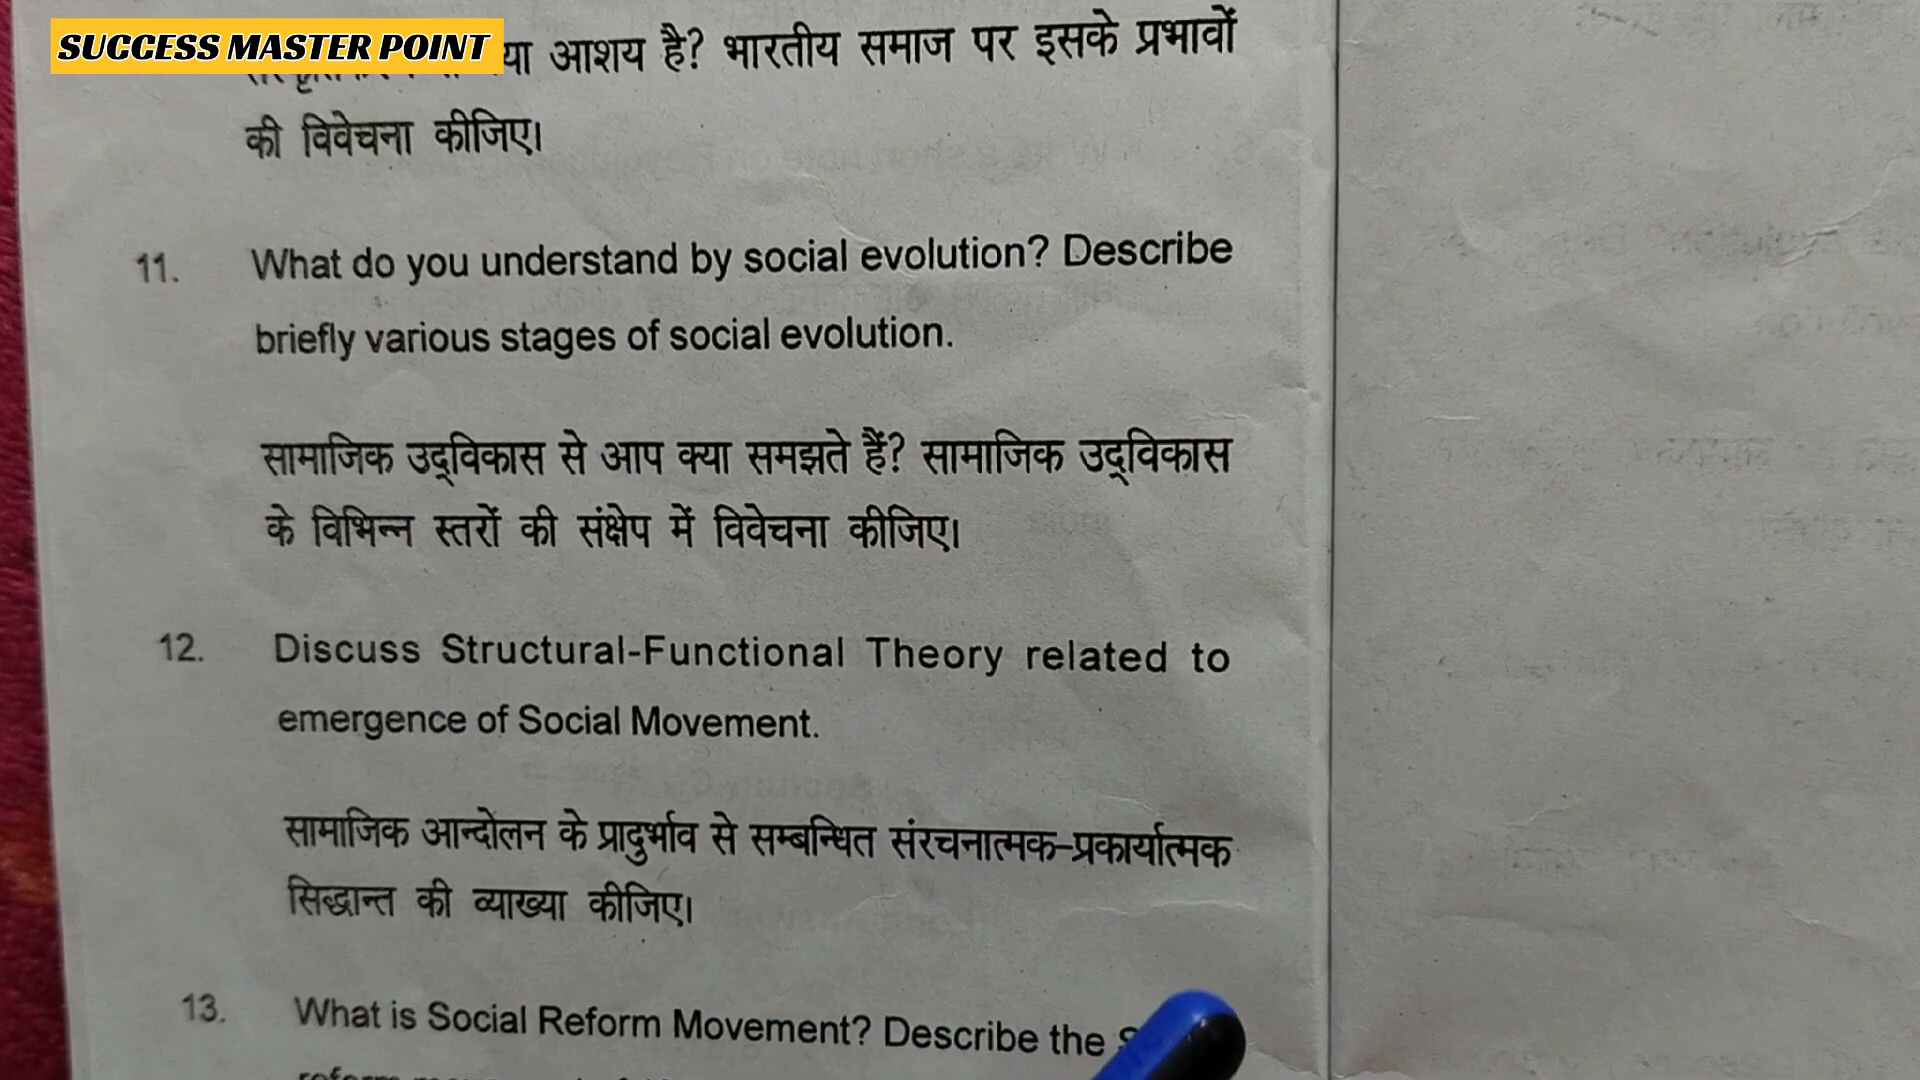 SUCCESS MASTER POINT
आशय है? भारतीय समाज पर इसके प्रभावों
की विवेचना कीजिए।
11. What do you understand by social evolution? Describe
briefly various stages of social evolution.
सामाजिक उद्‌विकास से आप क्या समझते हैं? सामाजिक उद्‌विकास
के विभिन्न स्तरों की संक्षेप में विवेचना कीजिए।
12. Discuss Structural-Functional Theory related to
emergence of Social Movement.
सामाजिक आन्दोलन के प्रादुर्भाव से सम्बन्धित संरचनात्मक-प्रकार्यात्मक
सिद्धान्त की व्याख्या कीजिए।
13. What is Social Reform Movement? Describe the